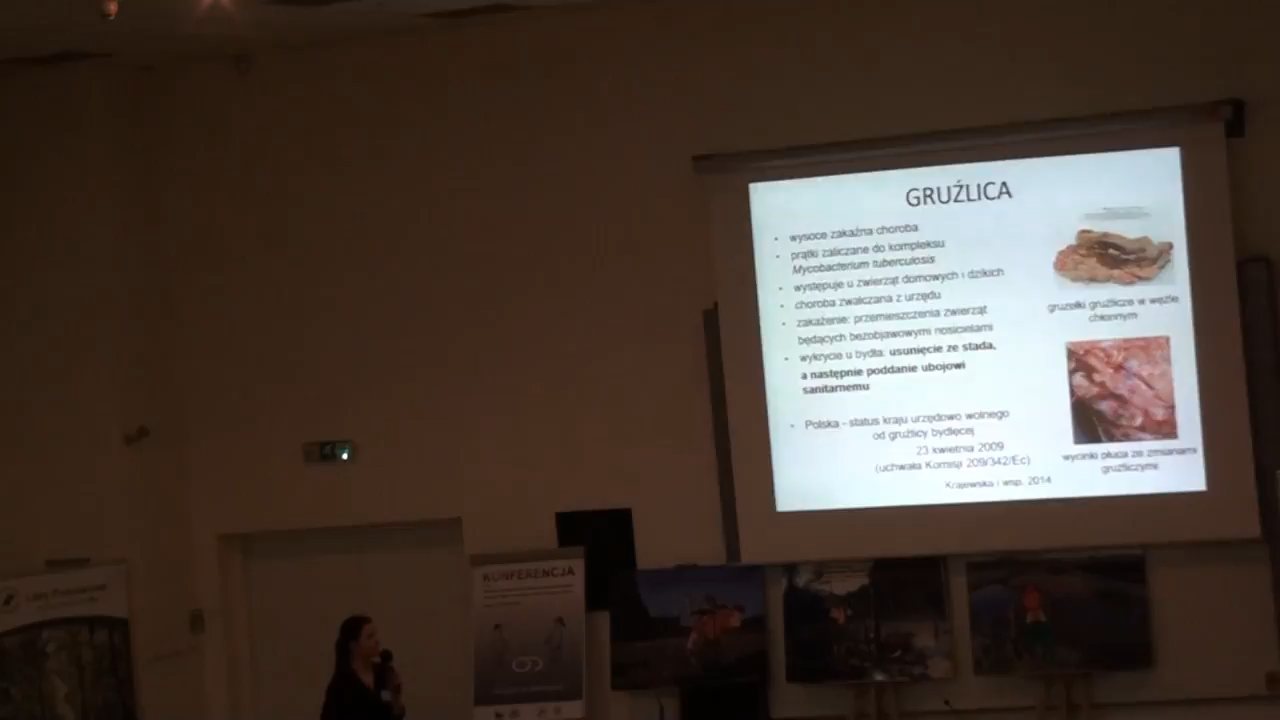 GRUŹLICA
wysoce zakaźna choroba
prątki zaliczane do kompleksu
Mycobacterium tuberculosis
występuje u zwierząt domowych i dzikich
choroba zwalczana z urzędu
zakażenie: przemieszczenia zwierząt
będących bezobjawowymi nosicielami
wykrycie u bydła: usunięcie ze stada,
a następnie poddanie ubojowi
sanitarnemu
Polska - status kraju urzędowo wolnego
od gruźlicy bydlęcej
23 kwietnia 2009
(uchwała Komisji 209/342/Ec)
Krajewska i wsp. 2014
gruzełki gruźlicze w węźle
chłonnym
wycinki płuca ze zmianami
gruźliczymi
KONFERENCJA